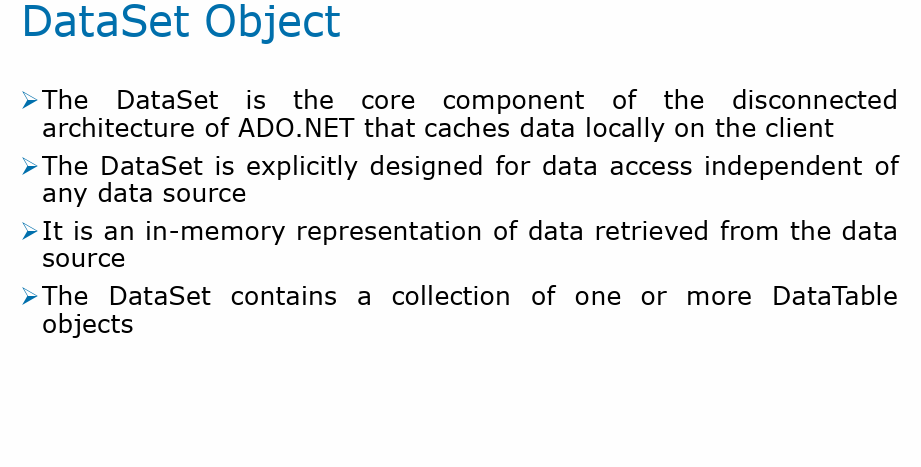 DataSet Object
➢The DataSet is the core component of the disconnected
architecture of ADO.NET that caches data locally on the client
➢The DataSet is explicitly designed for data access independent of
any data source
➢It is an in-memory representation of data retrieved from the data
source
➢The DataSet contains a collection of one or more DataTable
objects